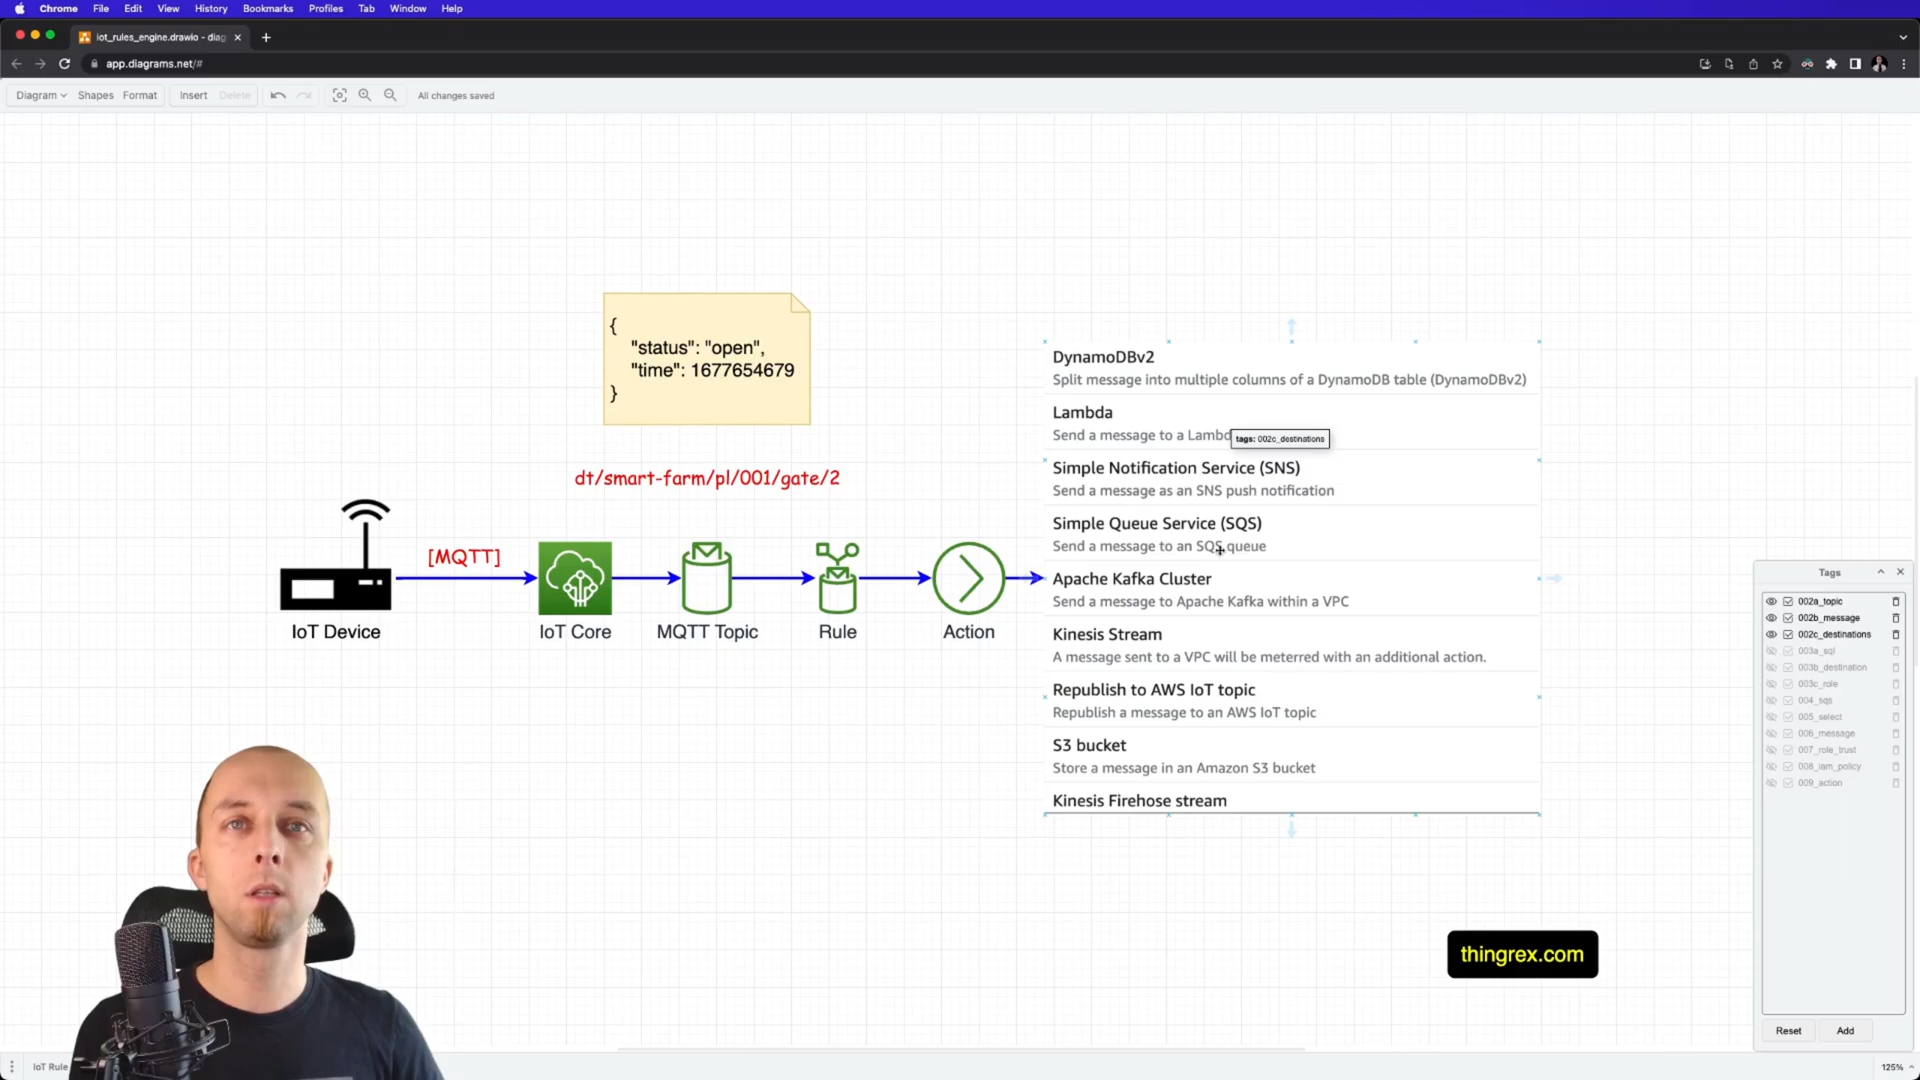 Chrome File Edit View History Bookmarks Profiles Tab Window Help
iot_rules_engine.drawio - diag
app.diagrams.net/#
Diagram Shapes Format Insert Delete All changes saved
{
"status": "open",
"time": 1677654679
}
dt/smart-farm/pl/001/gate/2
[MQTT]
IoT Device
IoT Core
MQTT Topic
Rule
Action
DynamoDBv2
Split message into multiple columns of a DynamoDB table (DynamoDBv2)
Lambda
Send a message to a Lambd
tags: 002c_destinations
Simple Notification Service (SNS)
Send a message as an SNS push notification
Simple Queue Service (SQS)
Send a message to an SQS queue
Apache Kafka Cluster
Send a message to Apache Kafka within a VPC
Kinesis Stream
A message sent to a VPC will be meterred with an additional action.
Republish to AWS IoT topic
Republish a message to an AWS IoT topic
S3 bucket
Store a message in an Amazon S3 bucket
Kinesis Firehose stream
thingrex.com
Tags
002a_topic
002b_message
002c_destinations
003a_sql
003b_destination
003c_role
004_sqs
005_select
006_message
007_role_trust
008_iam_policy
009_action
Reset Add
IoT Rule
125%